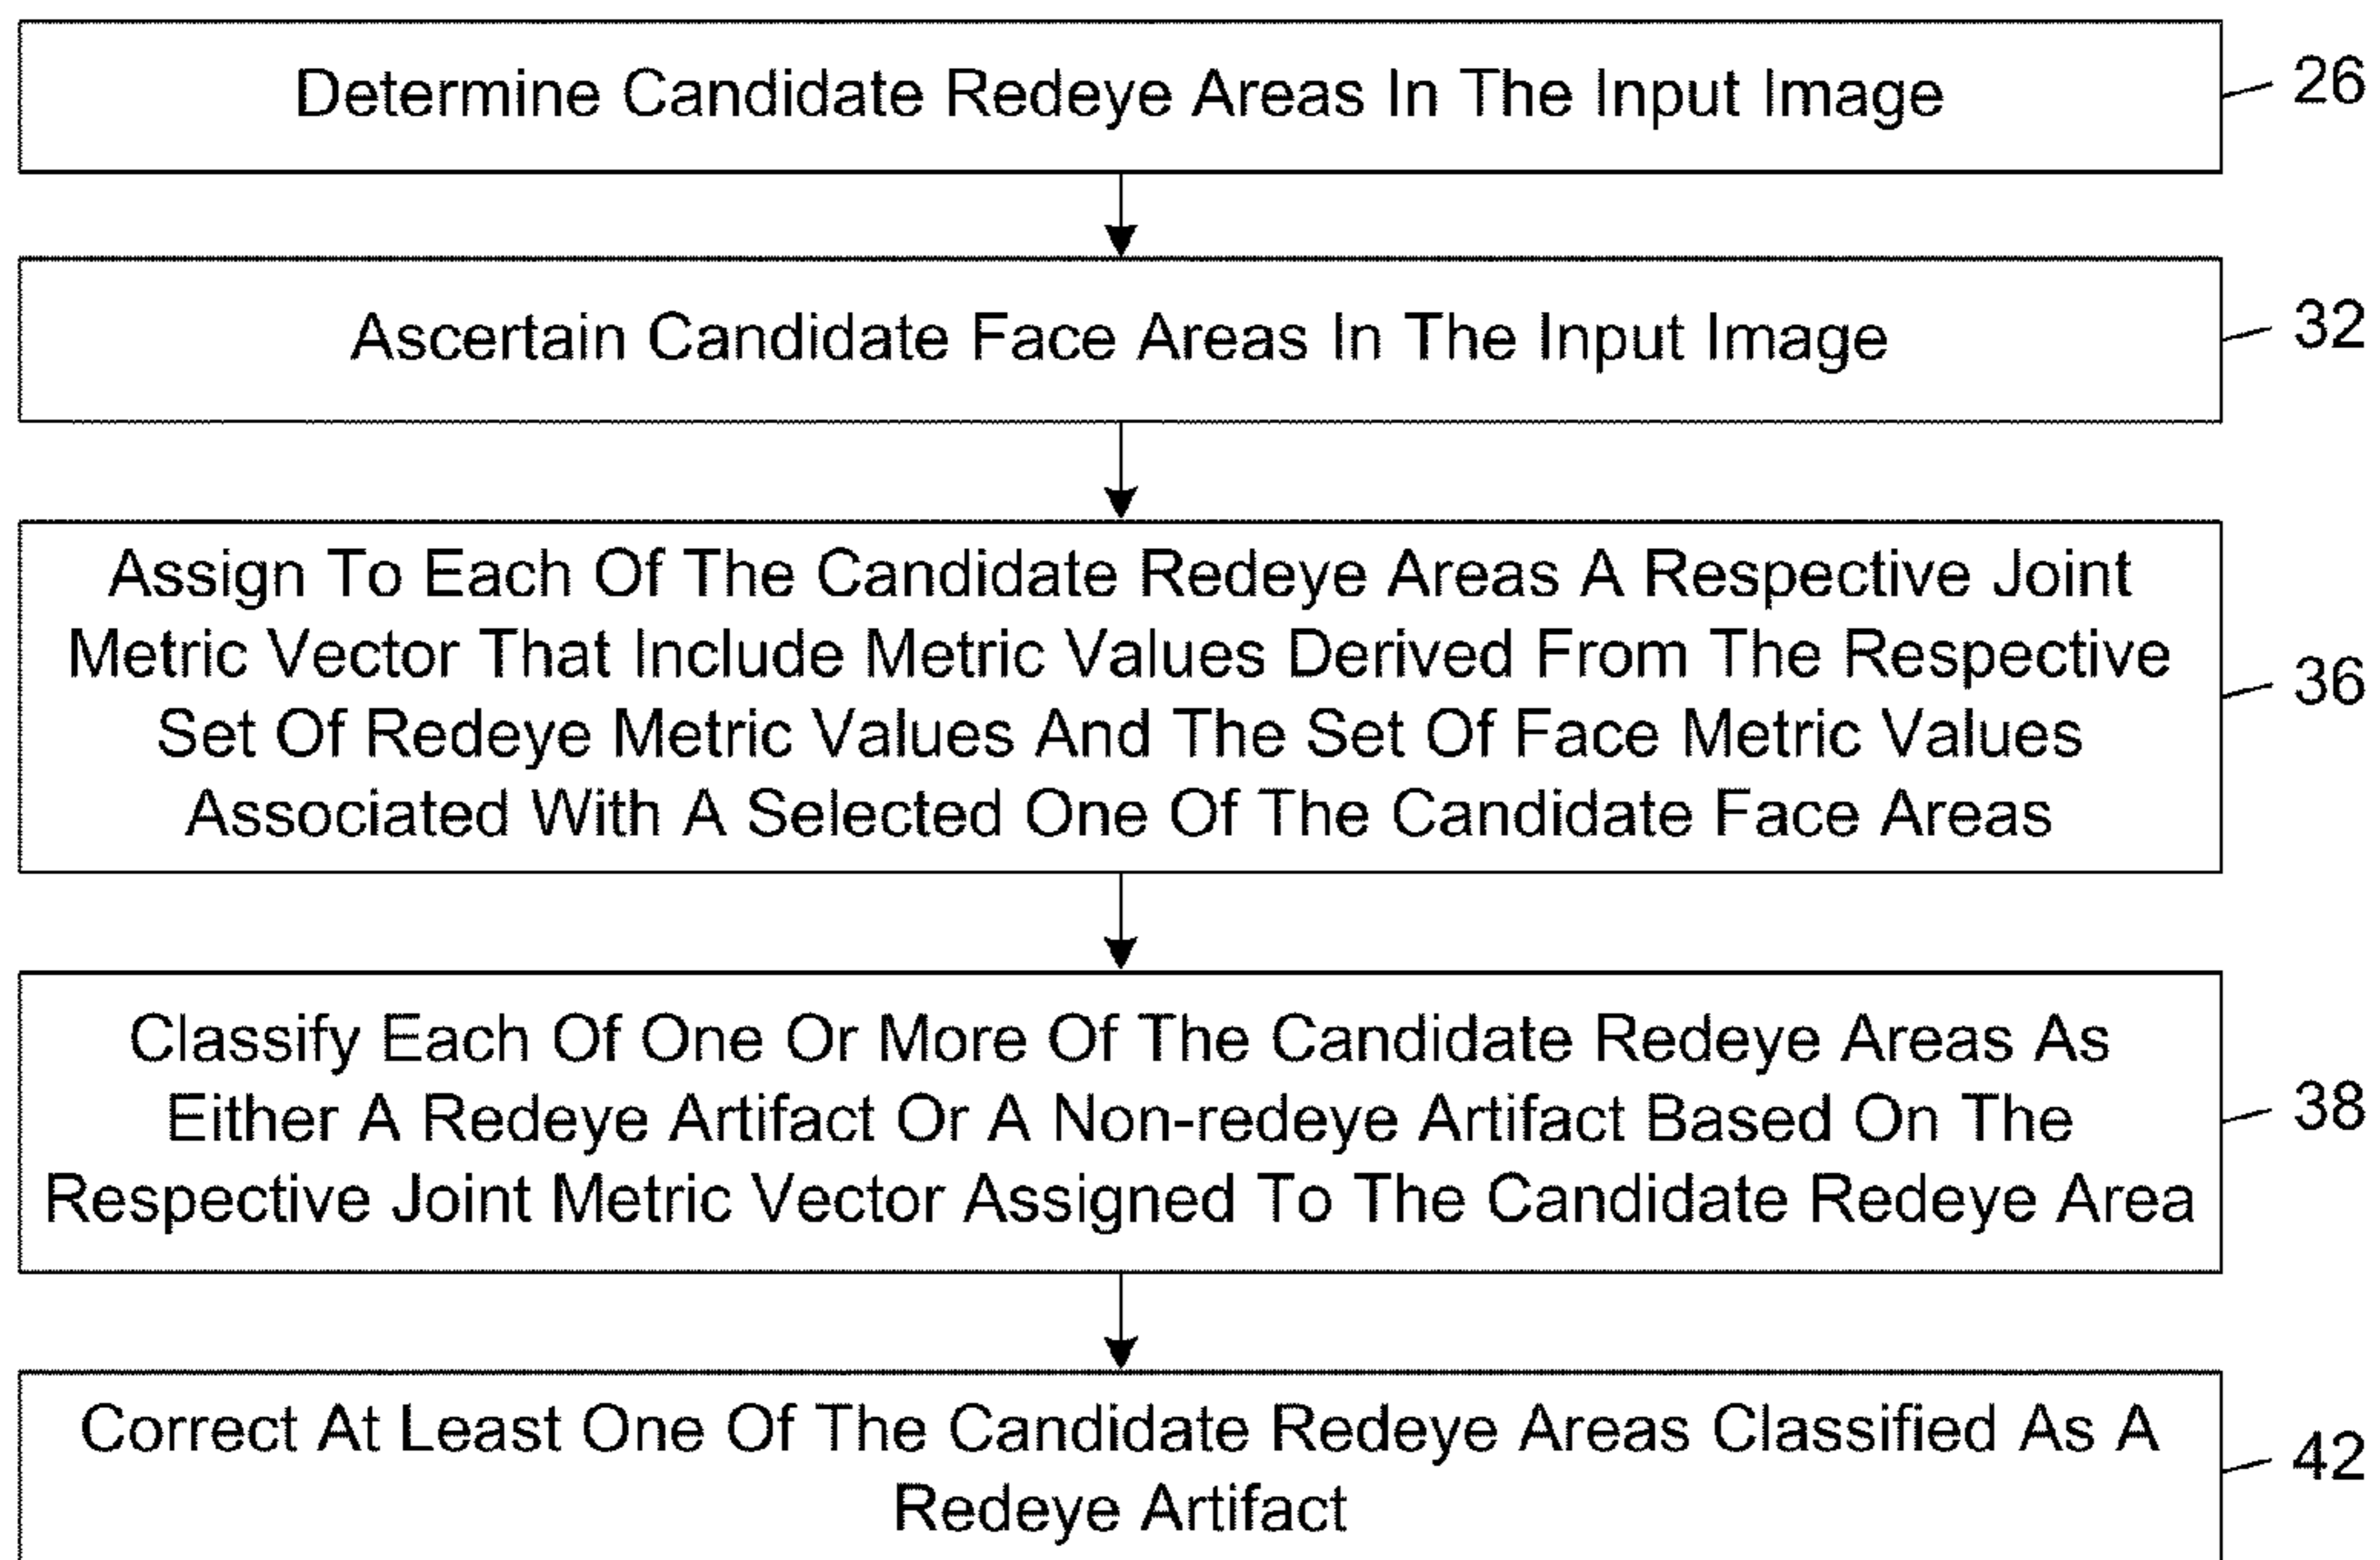 Determine Candidate Redeye Areas In The Input Image
26
Ascertain Candidate Face Areas In The Input Image
32
Assign To Each Of The Candidate Redeye Areas A Respective Joint
Metric Vector That Include Metric Values Derived From The Respective
Set Of Redeye Metric Values And The Set Of Face Metric Values
Associated With A Selected One Of The Candidate Face Areas
36
Classify Each Of One Or More Of The Candidate Redeye Areas As
Either A Redeye Artifact Or A Non-redeye Artifact Based On The
Respective Joint Metric Vector Assigned To The Candidate Redeye Area
38
Correct At Least One Of The Candidate Redeye Areas Classified As A
Redeye Artifact
42